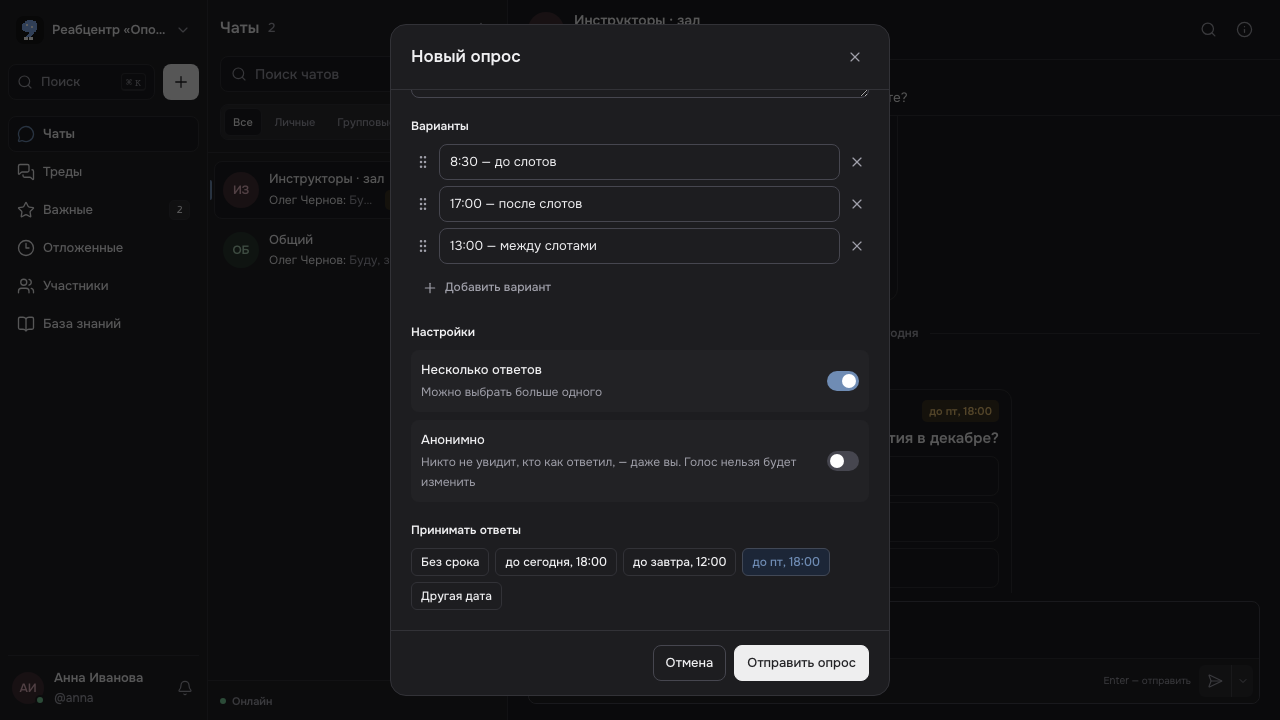 Реабцентр «Опо...
Поиск
⌘ K
Чаты
Треды
Важные
2
Отложенные
Участники
База знаний
Анна Иванова
@anna
АИ
Чаты 2
Поиск чатов
Все
Личные
Групповы
ИЗ
Инструкторы · зал
Олег Чернов: Бу...
ОБ
Общий
Олег Чернов: Буду, з
Онлайн
Инструкторы · зал
те?
одня
до пт, 18:00
тия в декабре?
Enter — отправить
Новый опрос
Варианты
8:30 — до слотов
17:00 — после слотов
13:00 — между слотами
Добавить вариант
Настройки
Несколько ответов
Можно выбрать больше одного
Анонимно
Никто не увидит, кто как ответил, — даже вы. Голос нельзя будет
изменить
Принимать ответы
Без срока
до сегодня, 18:00
до завтра, 12:00
до пт, 18:00
Другая дата
Отмена
Отправить опрос